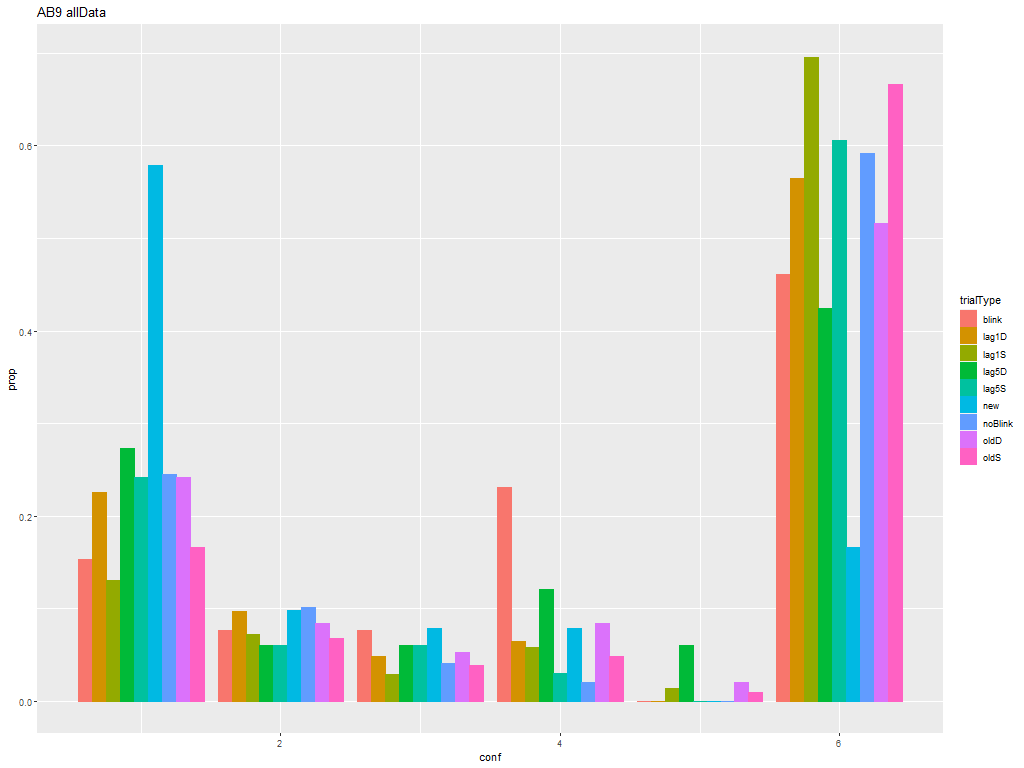 AB9 allData
prop
0.6
0.4
0.2
0.0
2
4
6
conf
trialType
blink
lag1D
lag1S
lag5D
lag5S
new
noBlink
oldD
oldS